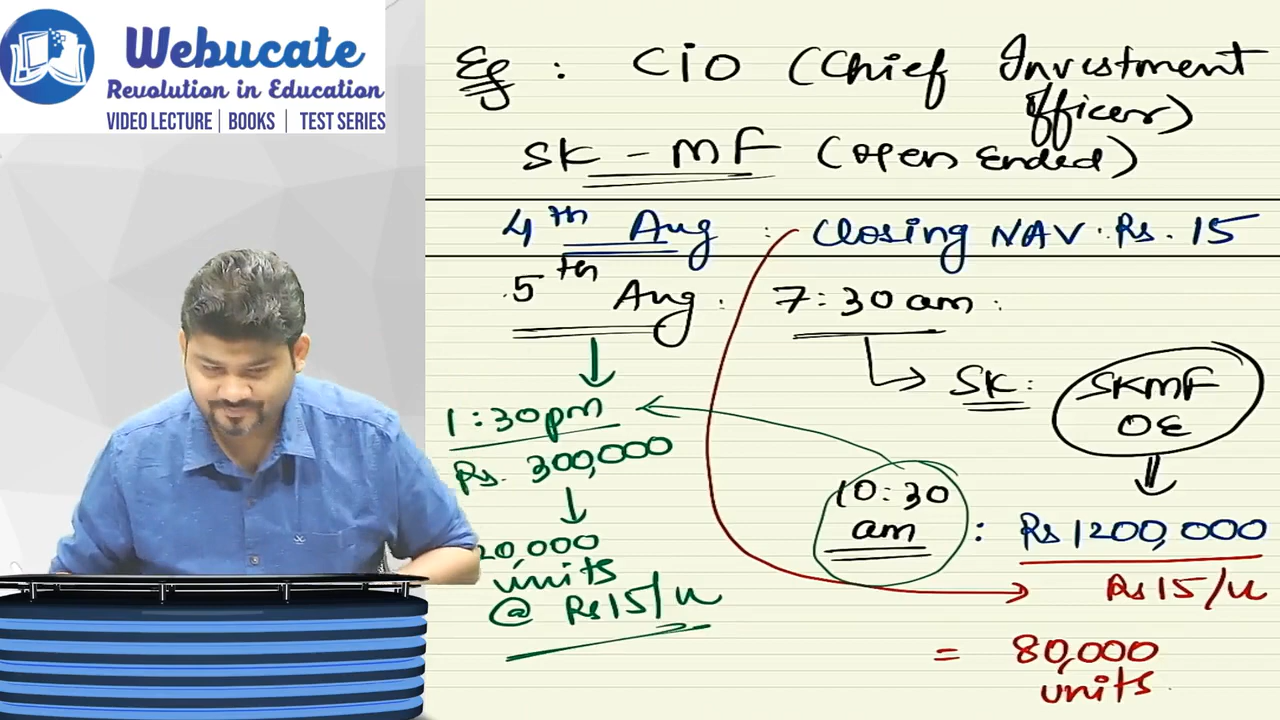 Webucate
Revolution in Education
VIDEO LECTURE | BOOKS | TEST SERIES
Eg : CiO (Chief Investment
officer)
SK - MF (open Ended)
4th Aug : Closing NAV. Rs. 15
5th Aug : 7:30 am :
SK : SKMF
OE
1:30pm
Rs. 300,000
20,000
units
@ Rs15/u
10:30
am : Rs 1200,000
Rs 15/u
= 80,000
units